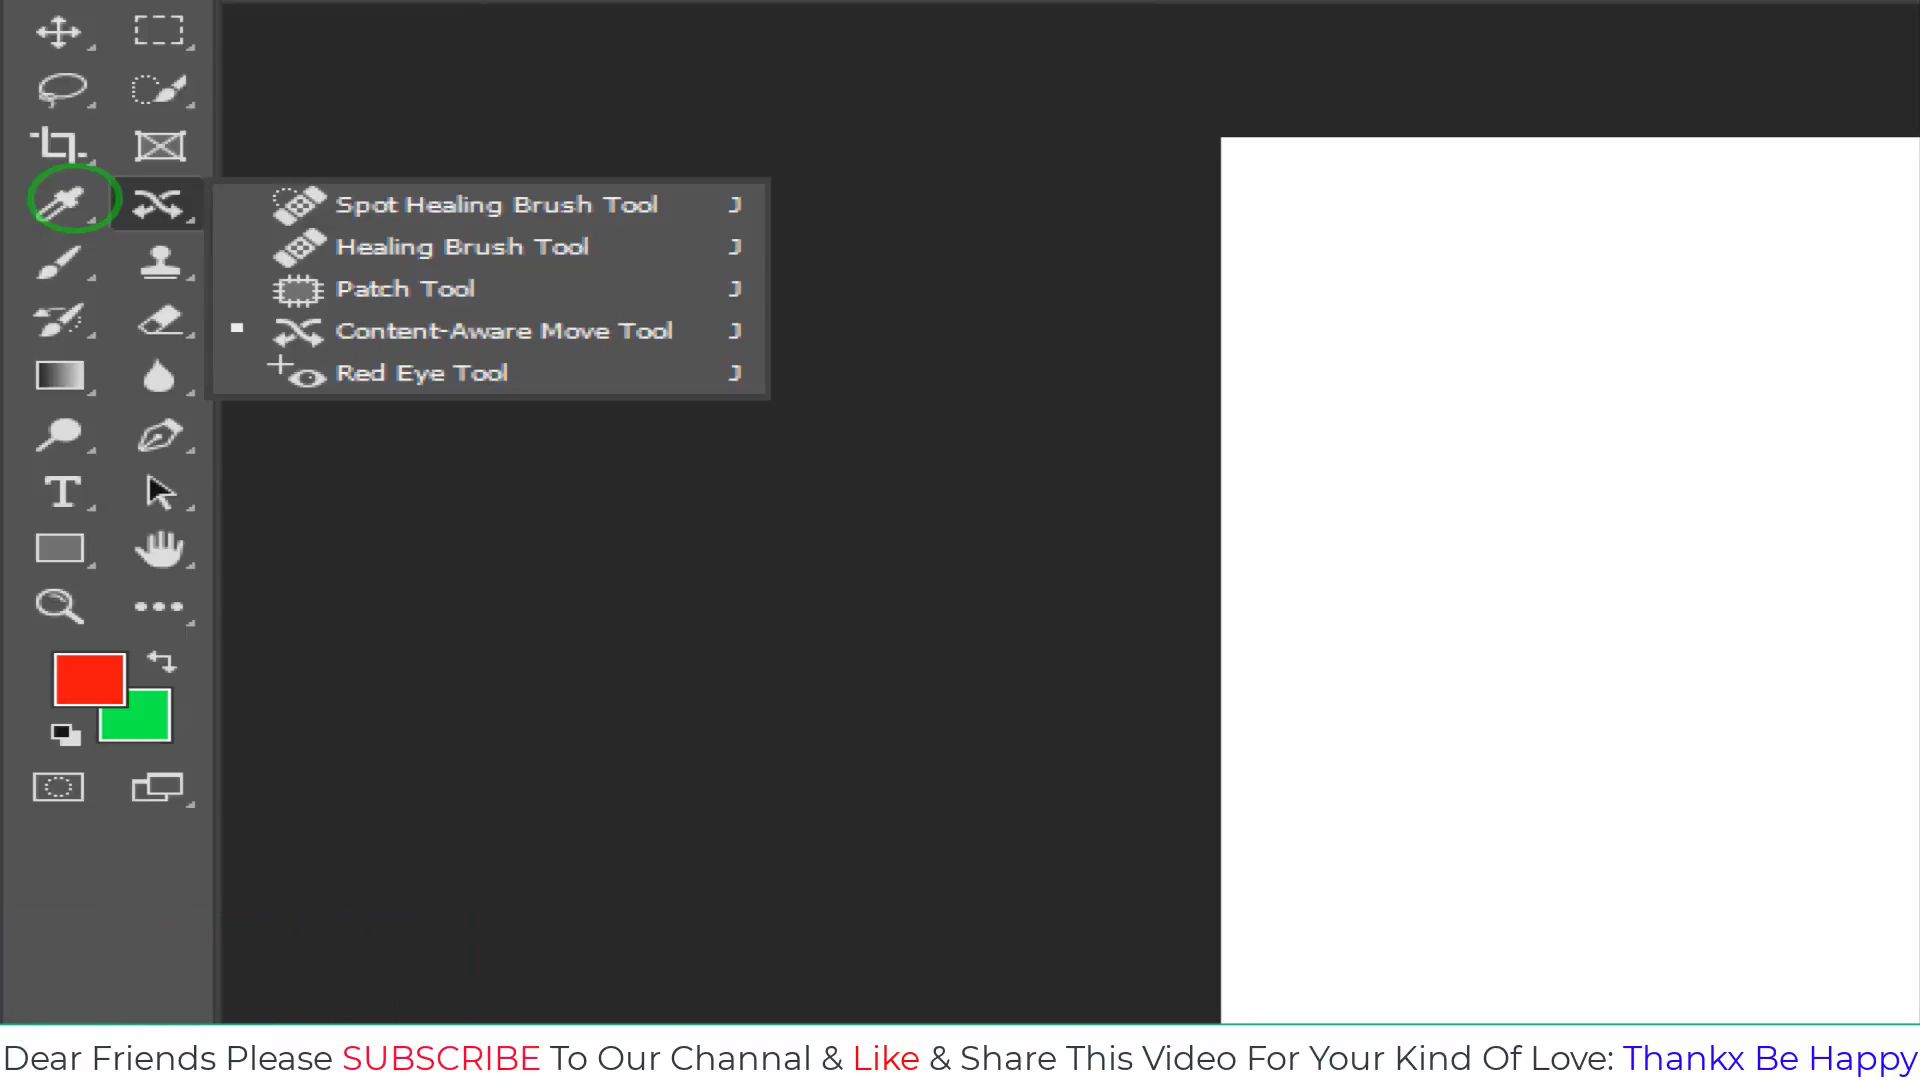 Spot Healing Brush Tool J
Healing Brush Tool J
Patch Tool J
Content-Aware Move Tool J
Red Eye Tool J
Dear Friends Please SUBSCRIBE To Our Channal & Like & Share This Video For Your Kind Of Love: Thankx Be Happy